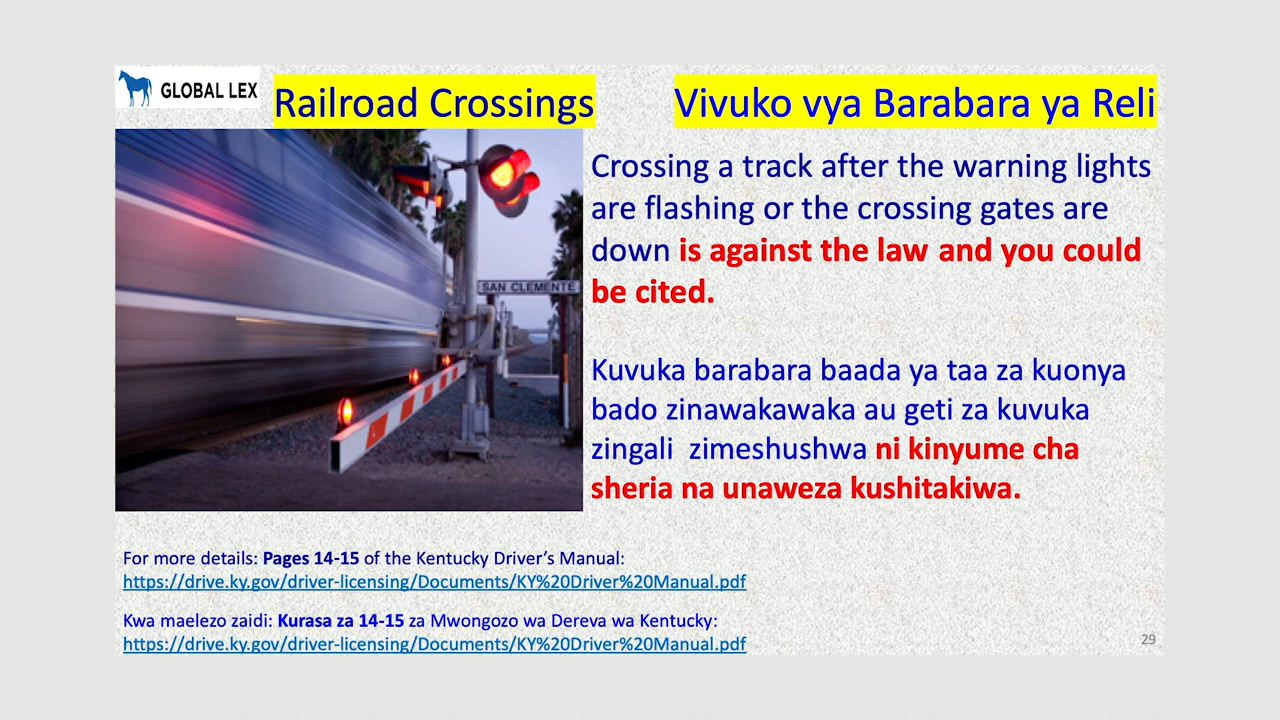 GLOBAL LEX
Railroad Crossings
Vivuko vya Barabara ya Reli
SAN CLEMENTE
Crossing a track after the warning lights
are flashing or the crossing gates are
down is against the law and you could
be cited.
Kuvuka barabara baada ya taa za kuonya
bado zinawakawaka au geti za kuvuka
zingali  zimeshushwa ni kinyume cha
sheria na unaweza kushitakiwa.
For more details: Pages 14-15 of the Kentucky Driver's Manual:
https://drive.ky.gov/driver-licensing/Documents/KY%20Driver%20Manual.pdf
Kwa maelezo zaidi: Kurasa za 14-15 za Mwongozo wa Dereva wa Kentucky:
https://drive.ky.gov/driver-licensing/Documents/KY%20Driver%20Manual.pdf
29